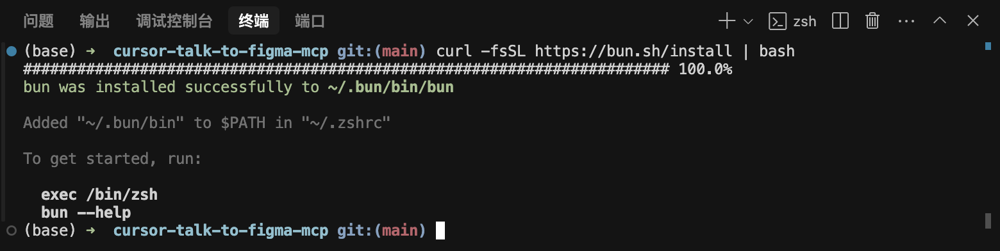 问题 输出 调试控制台 终端 端口 zsh
(base) ➜ cursor-talk-to-figma-mcp git:(main) curl -fsSL https://bun.sh/install | bash
######################################################################## 100.0%
bun was installed successfully to ~/.bun/bin/bun
Added "~/.bun/bin" to $PATH in "~/.zshrc"
To get started, run:
exec /bin/zsh
bun --help
(base) ➜ cursor-talk-to-figma-mcp git:(main)